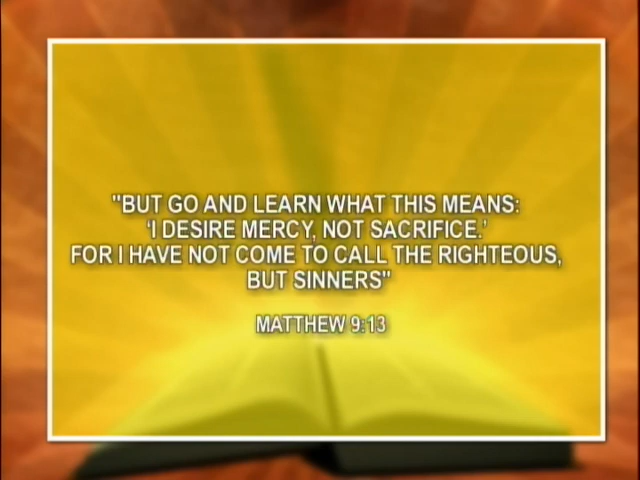 "BUT GO AND LEARN WHAT THIS MEANS:
'I DESIRE MERCY, NOT SACRIFICE.'
FOR I HAVE NOT COME TO CALL THE RIGHTEOUS,
BUT SINNERS"
MATTHEW 9:13